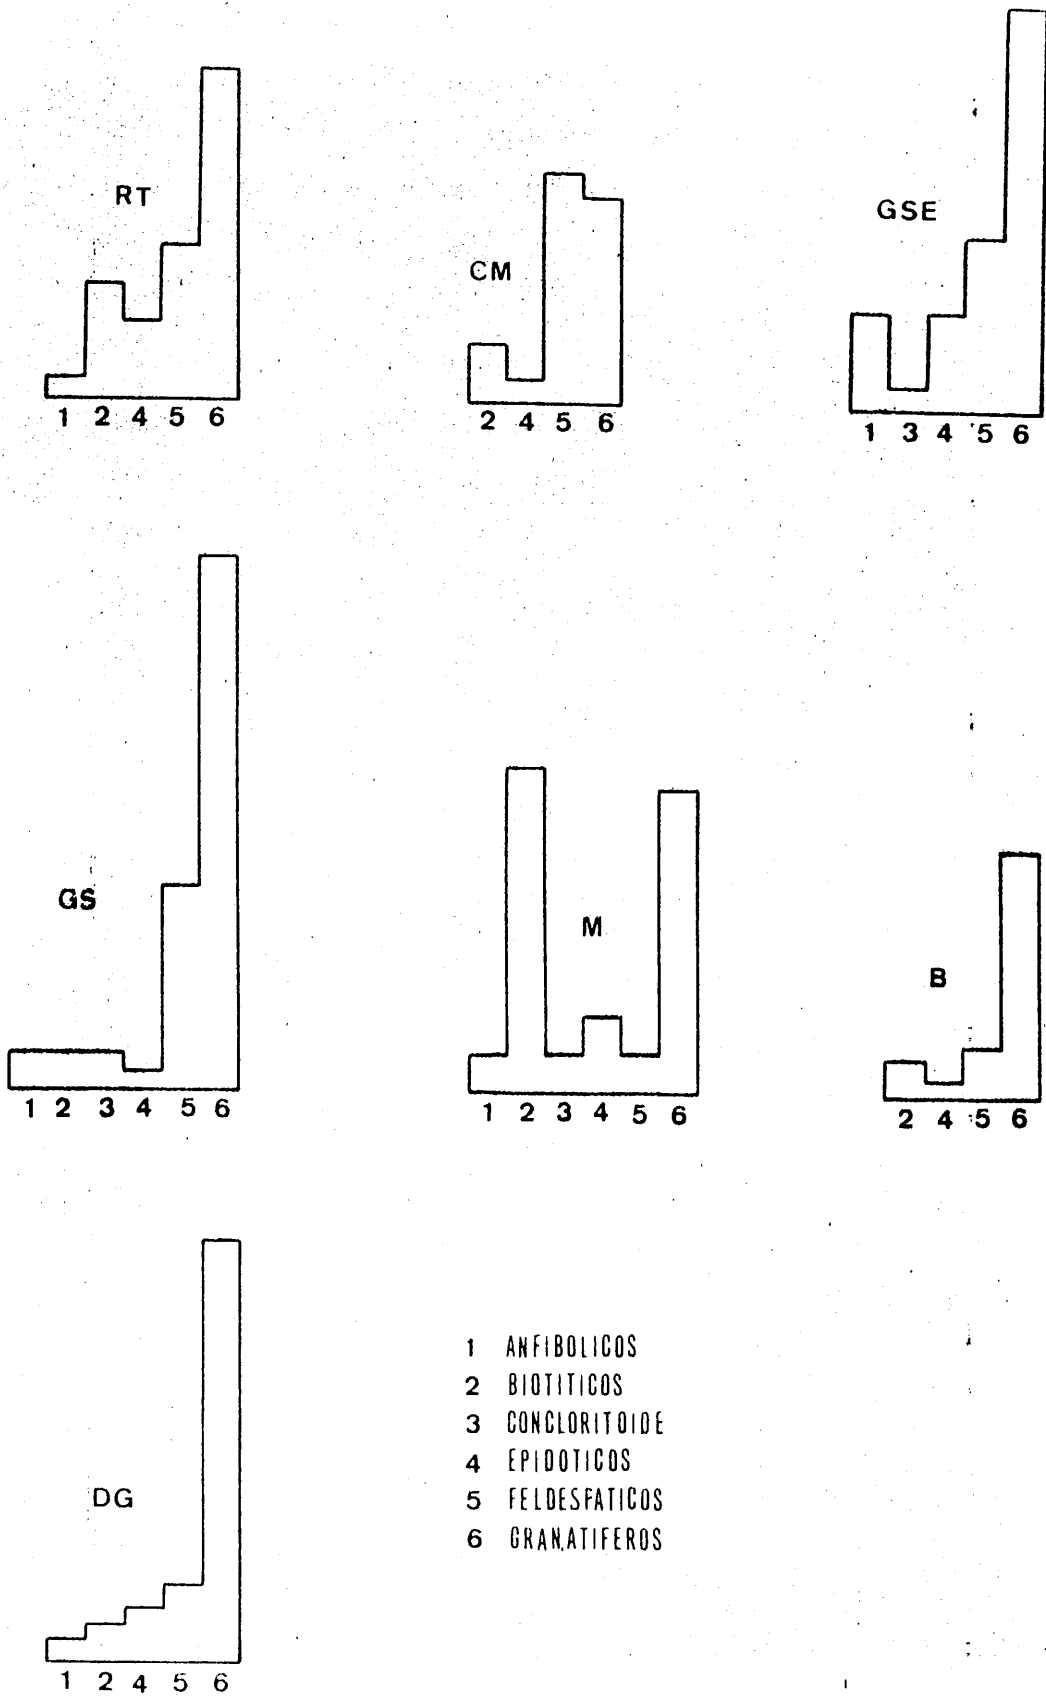 RT
1 2 4 5 6
CM
2 4 5 6
GSE
1 3 4 5 6
GS
1 2 3 4 5 6
M
1 2 3 4 5 6
B
2 4 5 6
DG
1 2 4 5 6
1 ANFIBOLICOS
2 BIOTITICOS
3 CONCLORITOIDE
4 EPIDOTICOS
5 FELDESPATICOS
6 GRANATIFEROS